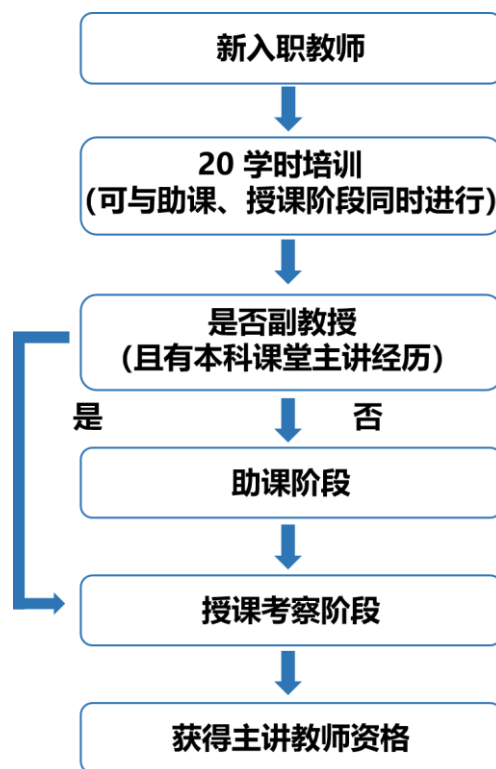 新入职教师
20 学时培训
(可与助课、授课阶段同时进行)
是否副教授
(且有本科课堂主讲经历)
是
否
助课阶段
授课考察阶段
获得主讲教师资格